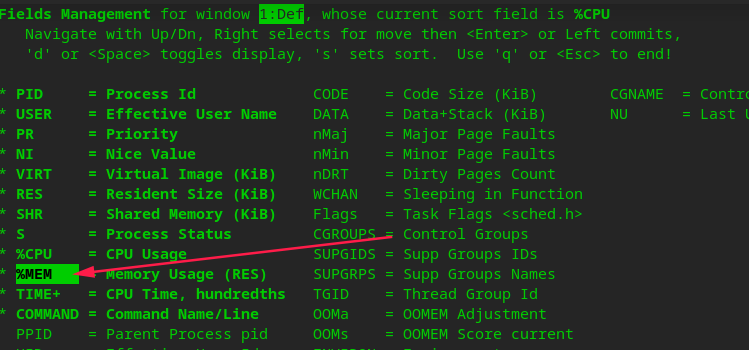 Fields Management for window 1:Def, whose current sort field is %CPU
Navigate with Up/Dn, Right selects for move then <Enter> or Left commits,
'd' or <Space> toggles display, 's' sets sort. Use 'q' or <Esc> to end!
* PID = Process Id CODE = Code Size (KiB) CGNAME = Contro
* USER = Effective User Name DATA = Data+Stack (KiB) NU = Last U
* PR = Priority nMaj = Major Page Faults
* NI = Nice Value nMin = Minor Page Faults
* VIRT = Virtual Image (KiB) nDRT = Dirty Pages Count
* RES = Resident Size (KiB) WCHAN = Sleeping in Function
* SHR = Shared Memory (KiB) Flags = Task Flags <sched.h>
* S = Process Status CGROUPS = Control Groups
* %CPU = CPU Usage SUPGIDS = Supp Groups IDs
* %MEM = Memory Usage (RES) SUPGRPS = Supp Groups Names
* TIME+ = CPU Time, hundredths TGID = Thread Group Id
* COMMAND = Command Name/Line OOMa = OOMEM Adjustment
PPID = Parent Process pid OOMs = OOMEM Score current